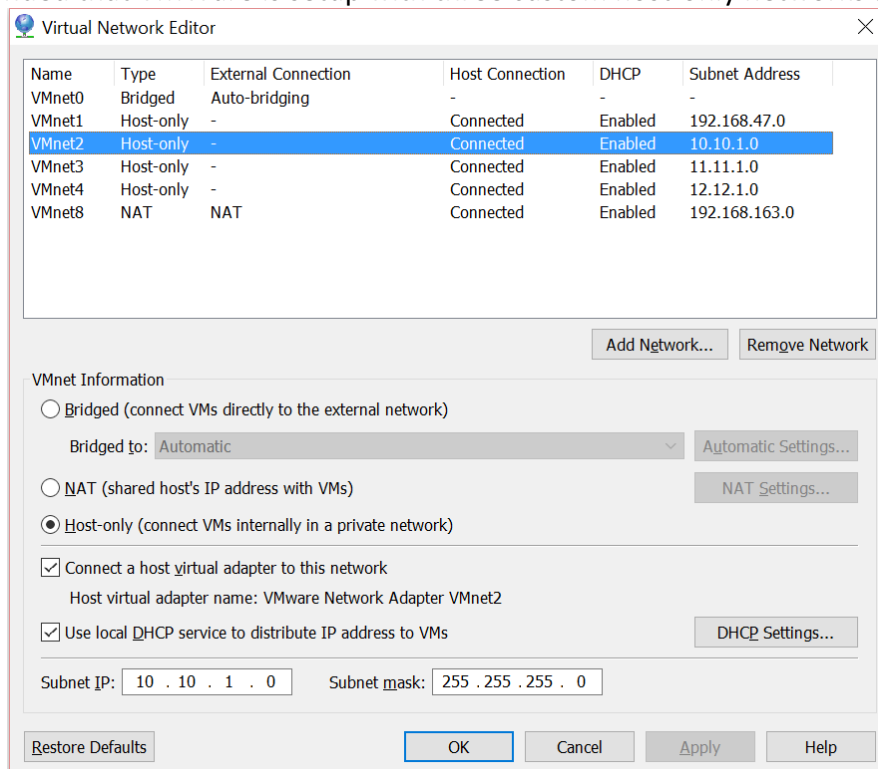 Virtual Network Editor
Name Type External Connection Host Connection DHCP Subnet Address
VMnet0 Bridged Auto-bridging - - -
VMnet1 Host-only - Connected Enabled 192.168.47.0
VMnet2 Host-only - Connected Enabled 10.10.1.0
VMnet3 Host-only - Connected Enabled 11.11.1.0
VMnet4 Host-only - Connected Enabled 12.12.1.0
VMnet8 NAT NAT Connected Enabled 192.168.163.0
Add Network... Remove Network
VMnet Information
Bridged (connect VMs directly to the external network)
Bridged to: Automatic Automatic Settings...
NAT (shared host's IP address with VMs) NAT Settings...
Host-only (connect VMs internally in a private network)
Connect a host virtual adapter to this network
Host virtual adapter name: VMware Network Adapter VMnet2
Use local DHCP service to distribute IP address to VMs DHCP Settings...
Subnet IP: 10 . 10 . 1 . 0 Subnet mask: 255 . 255 . 255 . 0
Restore Defaults OK Cancel Apply Help